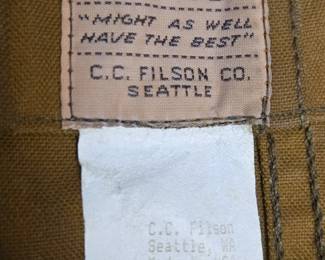 "MIGHT AS WELL
HAVE THE BEST"
C.C. FILSON CO.
SEATTLE
C.C. Filson
Seattle, WA